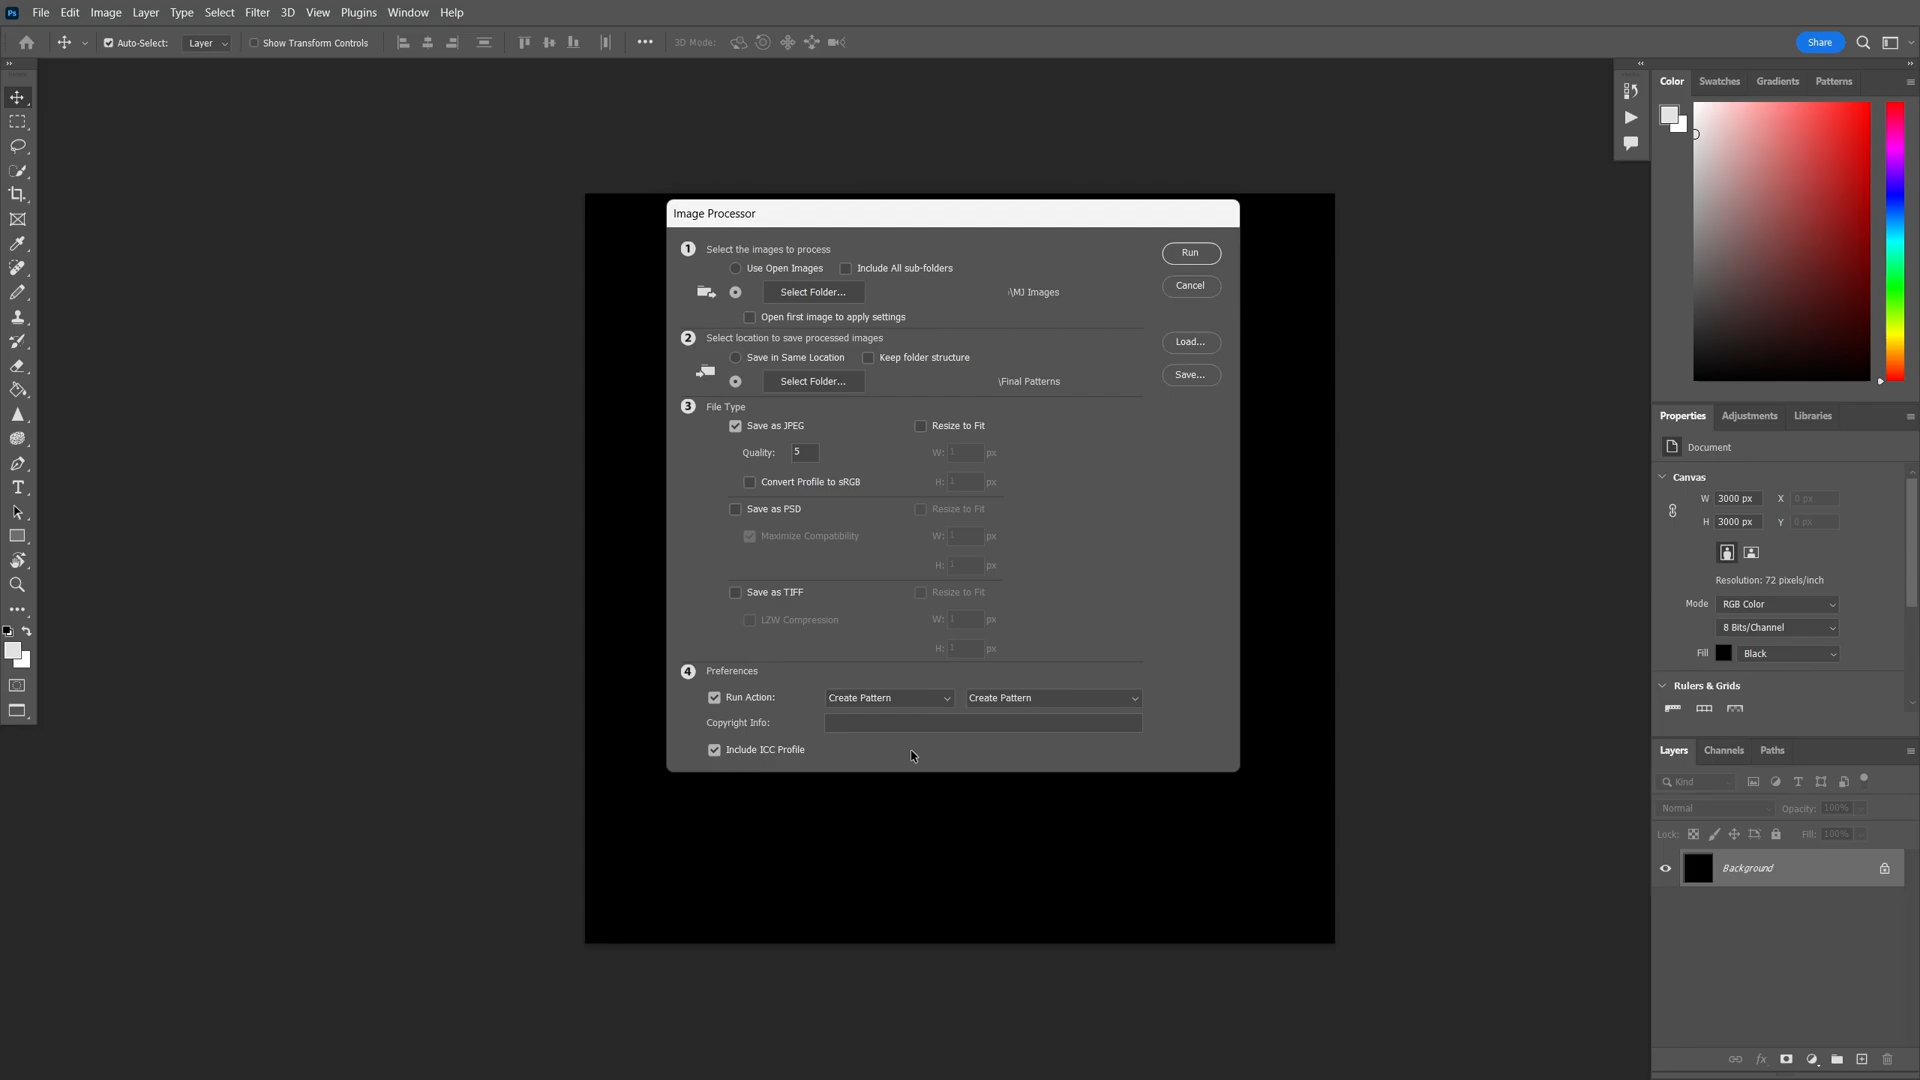 Ps File Edit Image Layer Type Select Filter 3D View Plugins Window Help
Auto-Select: Layer Show Transform Controls ••• 3D Mode: Share
Color Swatches Gradients Patterns
Image Processor
1 Select the images to process
Run
Use Open Images Include All sub-folders
Select Folder... \MJ Images
Cancel
Open first image to apply settings
2 Select location to save processed images
Load...
Save in Same Location Keep folder structure
Select Folder... \Final Patterns
Save...
3 File Type
Save as JPEG Resize to Fit
Quality: 5 W: 1 px
Convert Profile to sRGB H: 1 px
Save as PSD Resize to Fit
Maximize Compatibility W: 1 px
H: 1 px
Save as TIFF Resize to Fit
LZW Compression W: 1 px
H: 1 px
4 Preferences
Run Action: Create Pattern Create Pattern
Copyright Info:
Include ICC Profile
Properties Adjustments Libraries
Document
Canvas
W 3000 px X 0 px
H 3000 px Y 0 px
Resolution: 72 pixels/inch
Mode RGB Color
8 Bits/Channel
Fill Black
Rulers & Grids
Layers Channels Paths
Kind
Normal Opacity: 100%
Lock: Fill: 100%
Background
fx